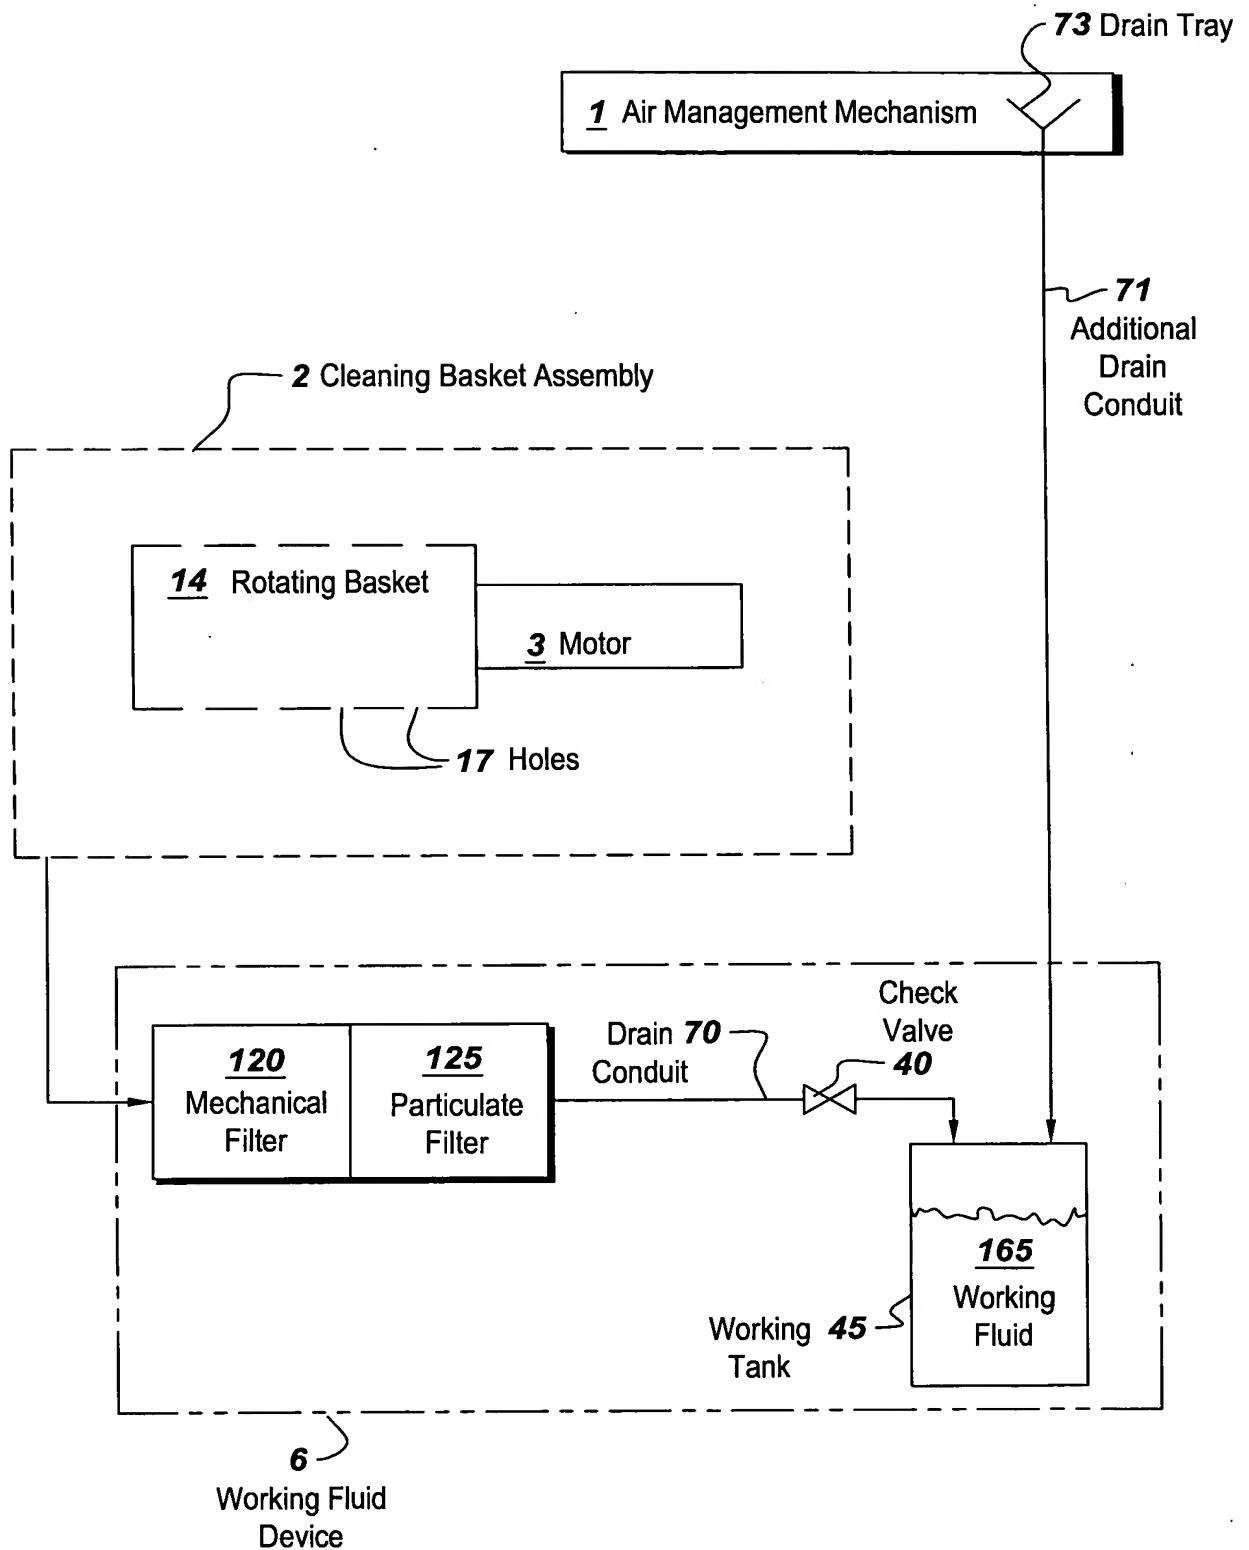 73 Drain Tray
1 Air Management Mechanism
71
Additional
Drain
Conduit
2 Cleaning Basket Assembly
14 Rotating Basket
3 Motor
17 Holes
Check
Valve
40
Drain 70
Conduit
120
Mechanical
Filter
125
Particulate
Filter
165
Working
Fluid
Working 45
Tank
6
Working Fluid
Device